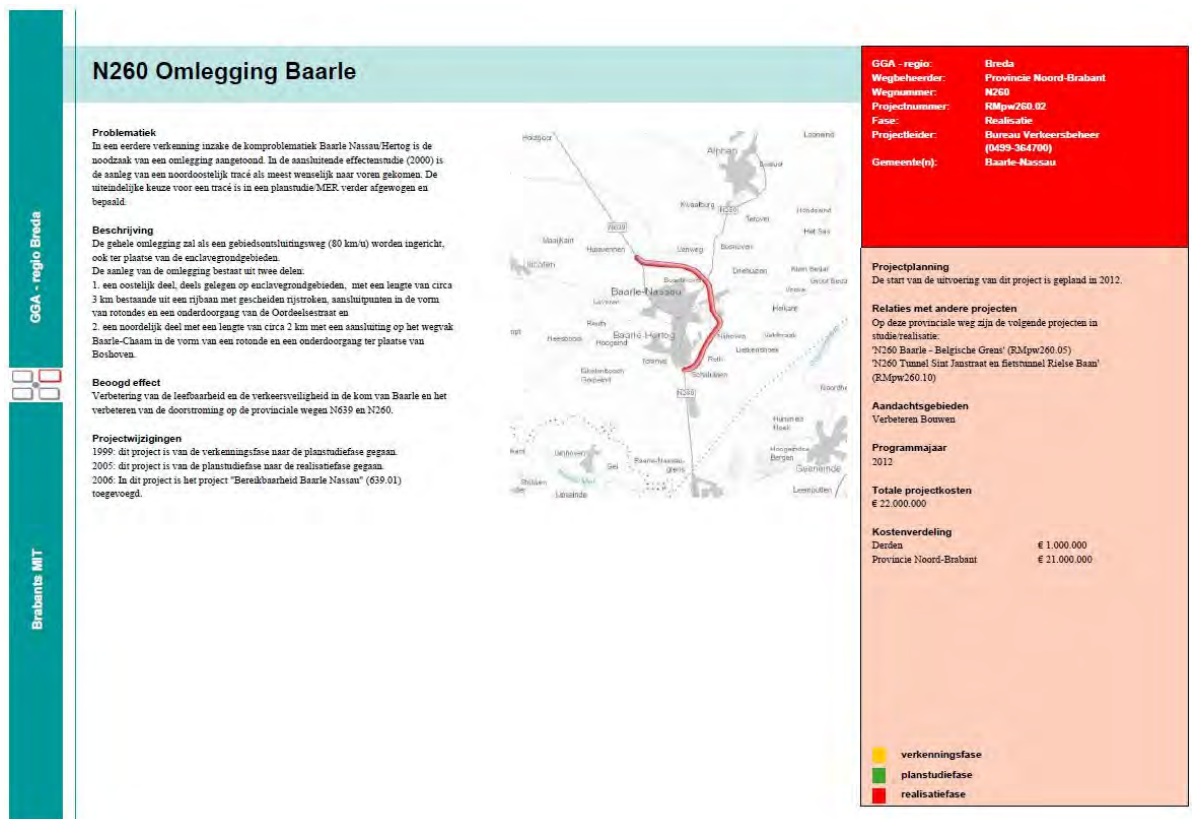 N260 Omlegging Baarle
Problematiek
In een eerdere verkenning inzake de komproblematiek Baarle Nassau/Hertog is de
noodzaak van een omlegging aangetoond. In de aansluitende effectenstudie (2000) is
de aanleg van een noordoostelijk tracé als meest wenselijk naar voren gekomen. De
uiteindelijke keuze voor een tracé is in een planstudie/MER verder afgewogen en
bepaald.
Beschrijving
De gehele omlegging zal als een gebiedsontsluitingsweg (80 km/u) worden ingericht,
ook ter plaatse van de enclavegrondgebieden.
De aanleg van de omlegging bestaat uit twee delen:
1. een oostelijk deel, deels gelegen op enclavegrondgebieden, met een lengte van circa
3 km bestaande uit een rijbaan met gescheiden rijstroken, aansluitpunten in de vorm
van rotondes en een onderdoorgang van de Oordeelsestraat en
2. een noordelijk deel met een lengte van circa 2 km met een aansluiting op het wegvak
Baarle-Chaam in de vorm van een rotonde en een onderdoorgang ter plaatse van
Boshoven.
Beoogd effect
Verbetering van de leefbaarheid en de verkeersveiligheid in de kom van Baarle en het
verbeteren van de doorstroming op de provinciale wegen N639 en N260.
Projectwijzigingen
1999: dit project is van de verkenningsfase naar de planstudiefase gegaan.
2005: dit project is van de planstudiefase naar de realisatiefase gegaan.
2006: In dit project is het project "Bereikbaarheid Baarle Nassau" (639.01)
toegevoegd.
Alphen
Kwaalburg
Terover
Het Sas
N639
Baarle-Nassau
Baarle-Hertog
Hoogeind
Reuth
Heikant
Loveren
N260
GGA - regio: Breda
Wegbeheerder: Provincie Noord-Brabant
Wegnummer: N260
Projectnummer: RMpw260.02
Fase: Realisatie
Projectleider: Bureau Verkeersbeheer
(0499-364700)
Gemeente(n): Baarle-Nassau
Projectplanning
De start van de uitvoering van dit project is gepland in 2012.
Relaties met andere projecten
Op deze provinciale weg zijn de volgende projecten in
studie/realisatie:
'N260 Baarle - Belgische Grens' (RMpw260.05)
'N260 Tunnel Sint Janstraat en fietstunnel Rielse Baan'
(RMpw260.10)
Aandachtsgebieden
Verbeteren Bouwen
Programmajaar
2012
Totale projectkosten
€ 22.000.000
Kostenverdeling
Derden € 1.000.000
Provincie Noord-Brabant € 21.000.000
verkenningsfase
planstudiefase
realisatiefase
GGA - regio Breda
Brabants MIT